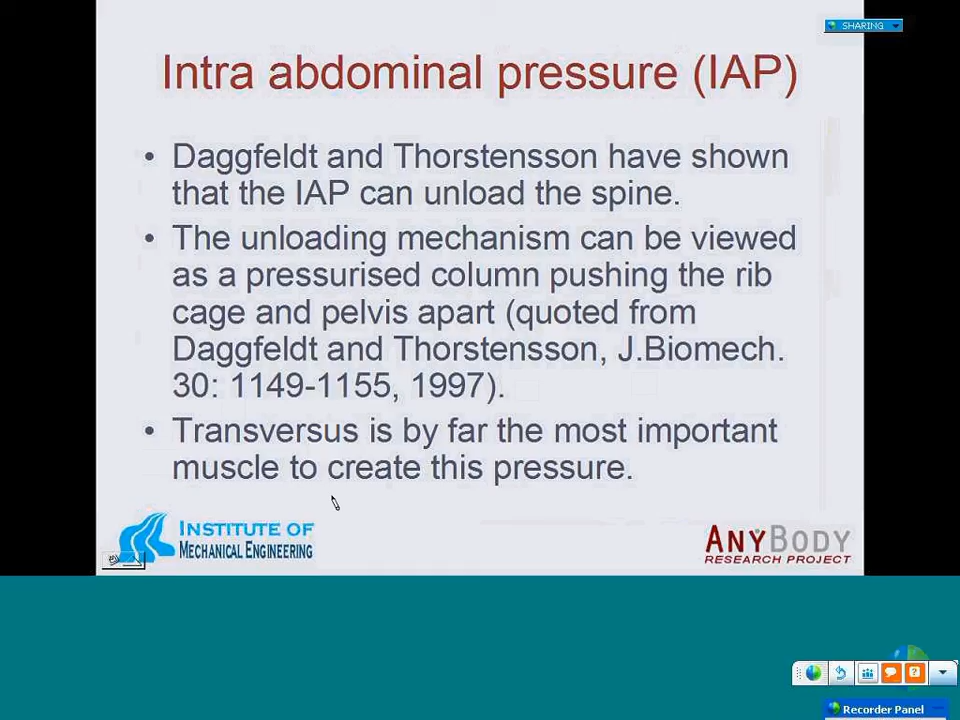 SHARING
Intra abdominal pressure (IAP)
• Daggfeldt and Thorstensson have shown
that the IAP can unload the spine.
• The unloading mechanism can be viewed
as a pressurised column pushing the rib
cage and pelvis apart (quoted from
Daggfeldt and Thorstensson, J.Biomech.
30: 1149-1155, 1997).
• Transversus is by far the most important
muscle to create this pressure.
INSTITUTE OF
MECHANICAL ENGINEERING
ANYBODY
RESEARCH PROJECT
Recorder Panel